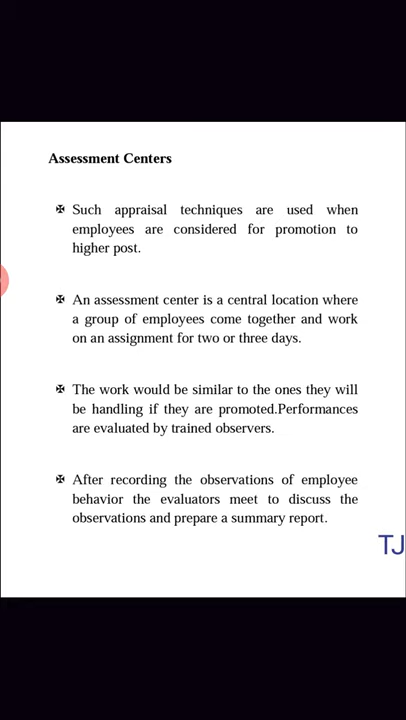 Assessment Centers
✠ Such appraisal techniques are used when
employees are considered for promotion to
higher post.
✠ An assessment center is a central location where
a group of employees come together and work
on an assignment for two or three days.
✠ The work would be similar to the ones they will
be handling if they are promoted.Performances
are evaluated by trained observers.
✠ After recording the observations of employee
behavior the evaluators meet to discuss the
observations and prepare a summary report.
TJ